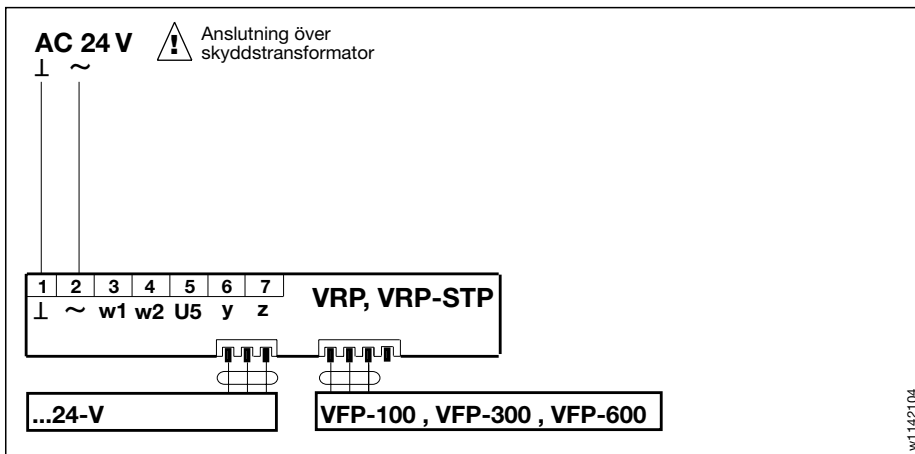 AC 24 V
⊥ ~
Anslutning över
skyddstransformator
1 2 3 4 5 6 7
⊥ ~ w1 w2 U5 y z
VRP, VRP-STP
...24-V
VFP-100 , VFP-300 , VFP-600
w1142104